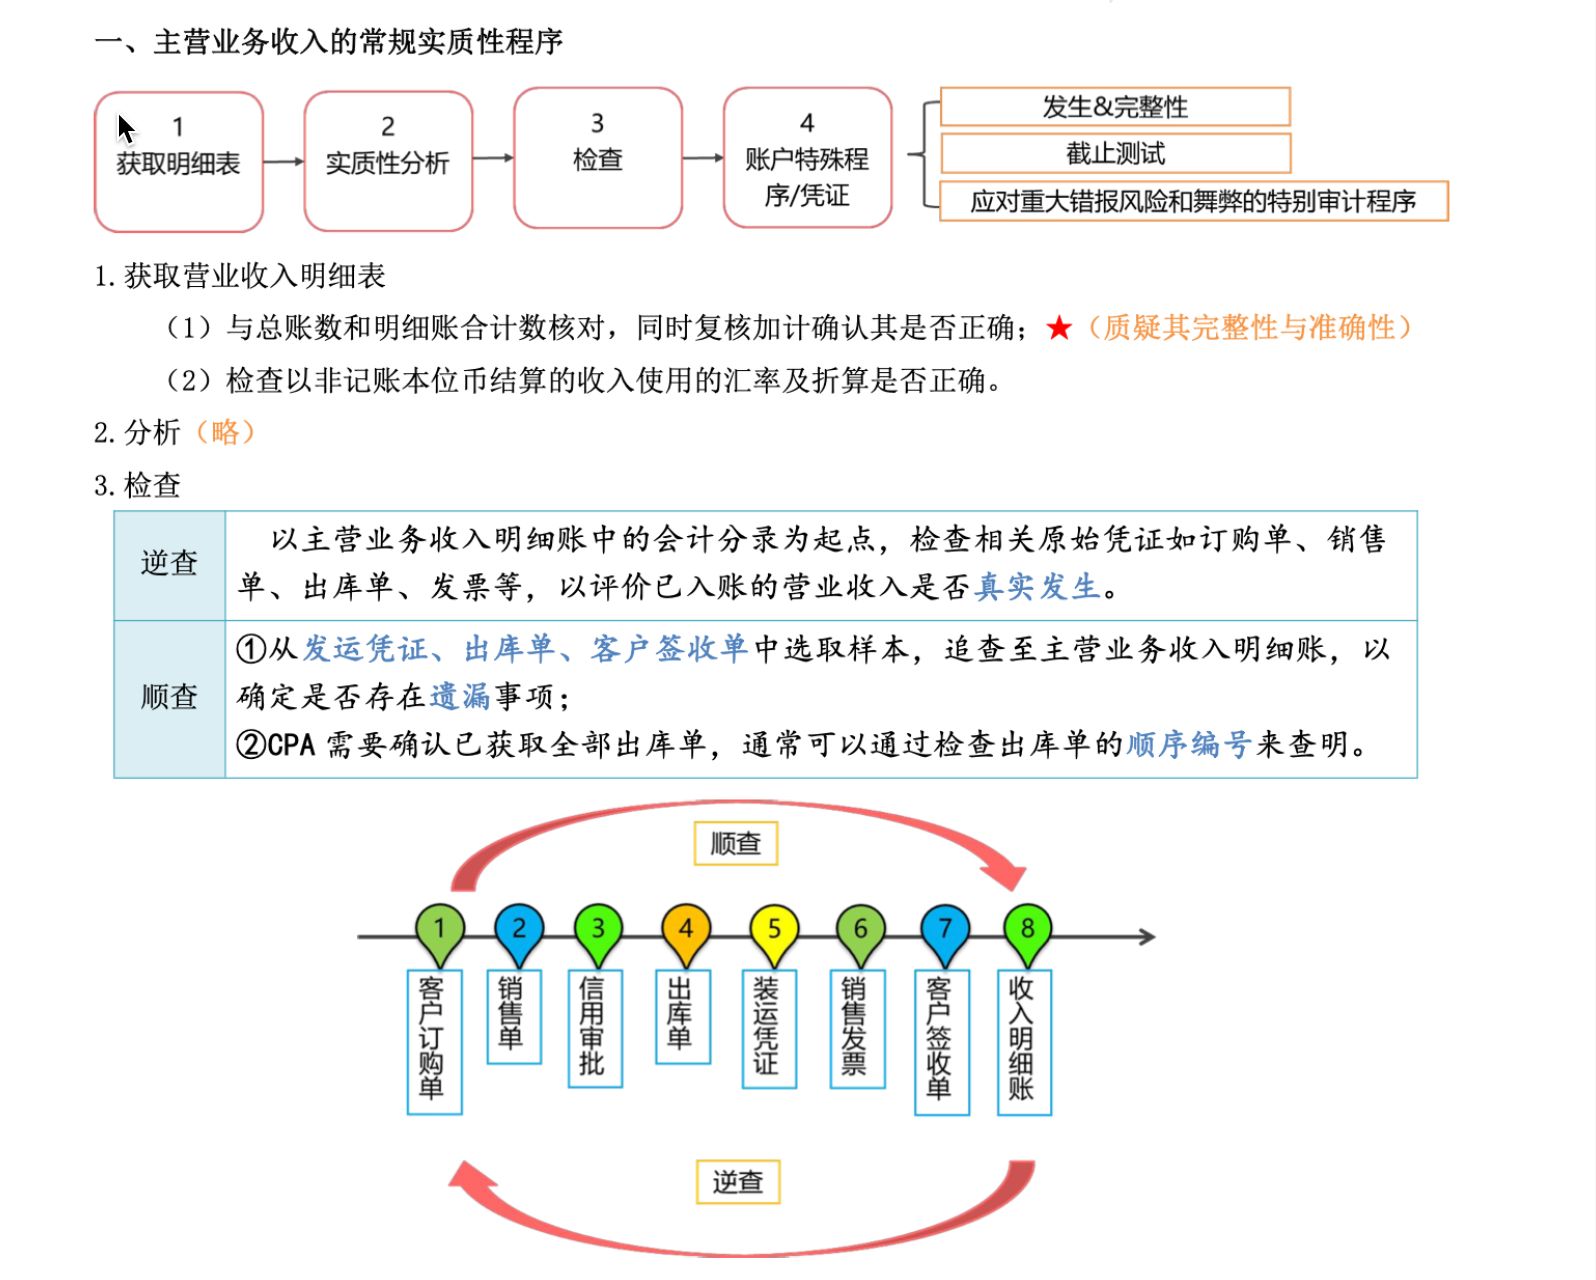 一、主营业务收入的常规实质性程序
1
获取明细表
2
实质性分析
3
检查
4
账户特殊程
序/凭证
发生&完整性
截止测试
应对重大错报风险和舞弊的特别审计程序
1.获取营业收入明细表
（1）与总账数和明细账合计数核对，同时复核加计确认其是否正确；★（质疑其完整性与准确性）
（2）检查以非记账本位币结算的收入使用的汇率及折算是否正确。
2.分析（略）
3.检查
逆查
以主营业务收入明细账中的会计分录为起点，检查相关原始凭证如订购单、销售
单、出库单、发票等，以评价已入账的营业收入是否真实发生。
顺查
①从发运凭证、出库单、客户签收单中选取样本，追查至主营业务收入明细账，以
确定是否存在遗漏事项；
②CPA 需要确认已获取全部出库单，通常可以通过检查出库单的顺序编号来查明。
顺查
1
2
3
4
5
6
7
8
客户订购单
销售单
信用审批
出库单
装运凭证
销售发票
客户签收单
收入明细账
逆查